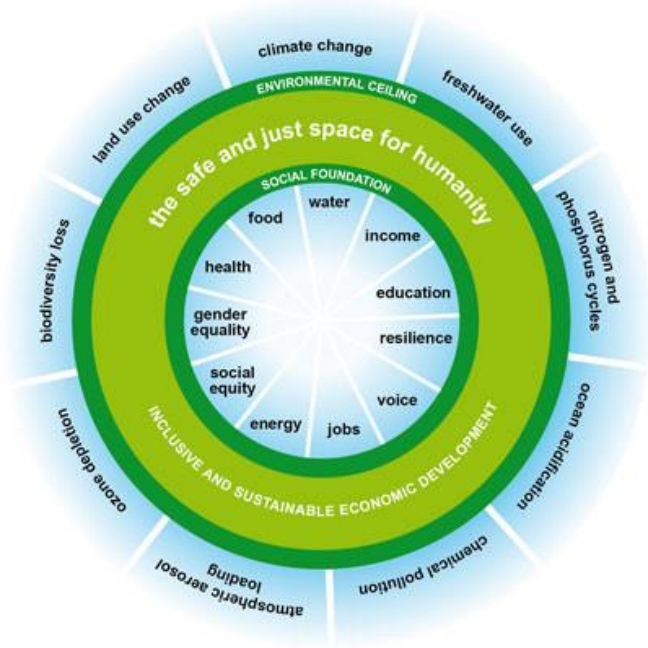 climate change
freshwater use
nitrogen and
phosphorus cycles
ocean acidification
chemical pollution
atmospheric aerosol
loading
ozone depletion
biodiversity loss
land use change
ENVIRONMENTAL CEILING
the safe and just space for humanity
SOCIAL FOUNDATION
water
income
education
resilience
voice
jobs
energy
social
equity
gender
equality
health
food
INCLUSIVE AND SUSTAINABLE ECONOMIC DEVELOPMENT